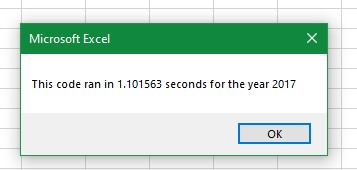 Microsoft Excel
This code ran in 1.101563 seconds for the year 2017
OK